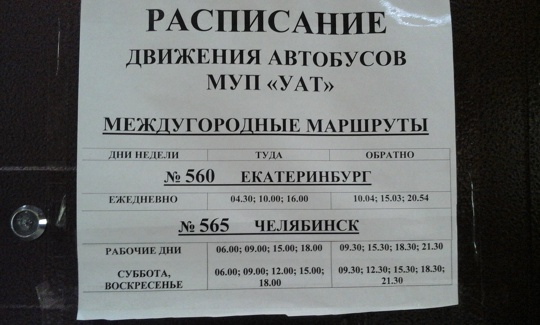 РАСПИСАНИЕ
ДВИЖЕНИЯ АВТОБУСОВ
МУП «УАТ»
МЕЖДУГОРОДНЫЕ МАРШРУТЫ
ДНИ НЕДЕЛИ ТУДА ОБРАТНО
№ 560 ЕКАТЕРИНБУРГ
ЕЖЕДНЕВНО 04.30; 10.00; 16.00 10.04; 15.03; 20.54
№ 565 ЧЕЛЯБИНСК
РАБОЧИЕ ДНИ 06.00; 09.00; 15.00; 18.00 09.30; 15.30; 18.30; 21.30
СУББОТА, 06.00; 09.00; 12.00; 15.00; 09.30; 12.30; 15.30; 18.30;
ВОСКРЕСЕНЬЕ 18.00 21.30